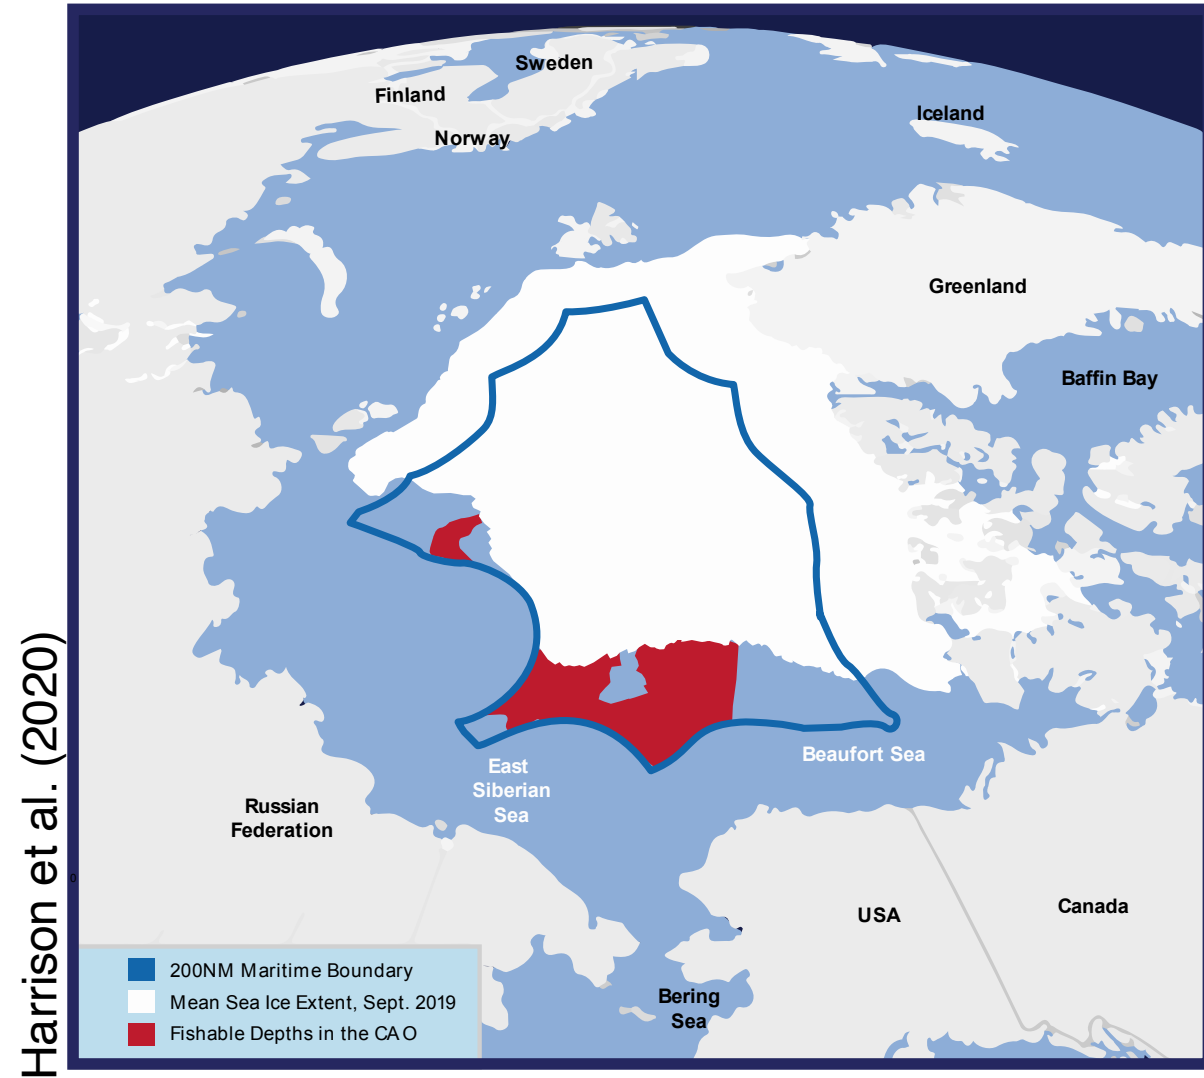 Sweden
Finland
Iceland
Norway
Greenland
Baffin Bay
Beaufort Sea
East
Siberian
Sea
Russian
Federation
USA
Canada
Bering
Sea
0
200NM Maritime Boundary
Mean Sea Ice Extent, Sept. 2019
Fishable Depths in the CAO
Harrison et al. (2020)